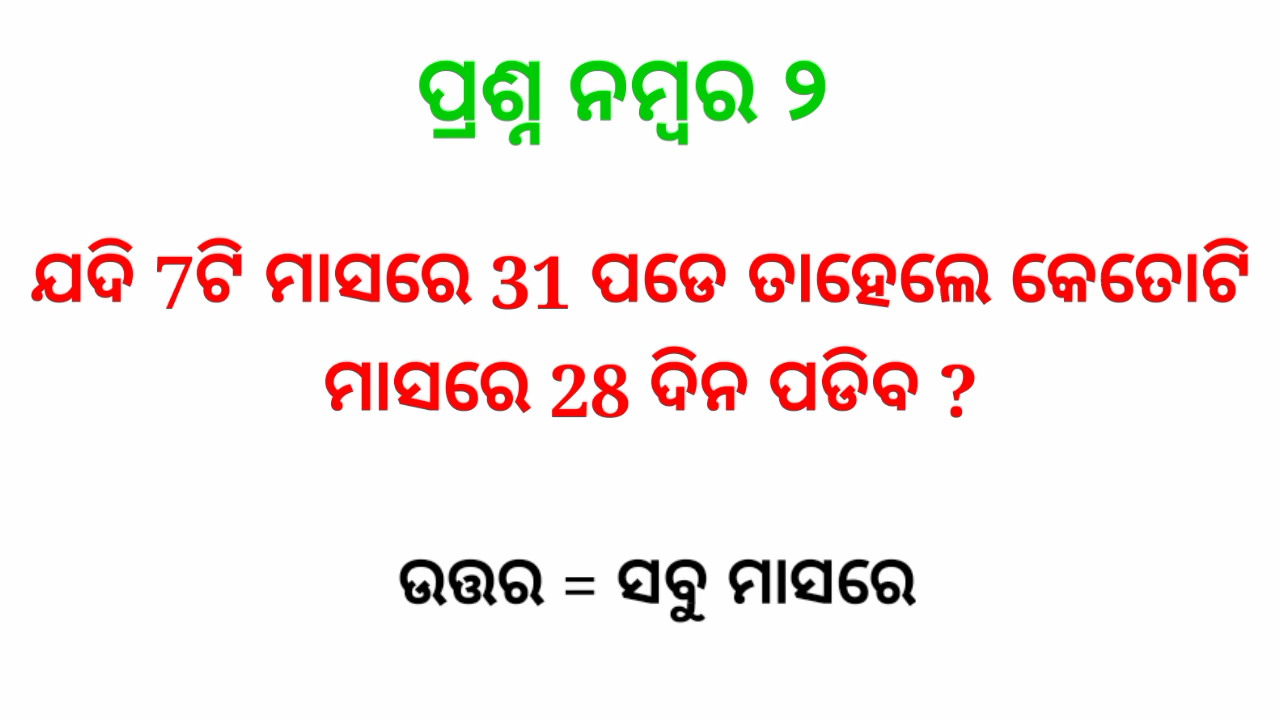 ପ୍ରଶ୍ନ ନମ୍ବର ୨
ଯଦି 7ଟି ମାସରେ 31 ପଡେ ତାହେଲେ କେତୋଟି
ମାସରେ 28 ଦିନ ପଡିବ ?
ଉତ୍ତର = ସବୁ ମାସରେ